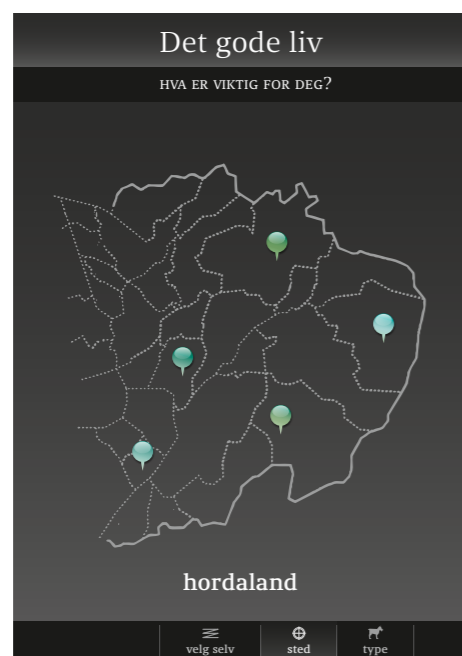 Det gode liv
HVA ER VIKTIG FOR DEG?
hordaland
velg selv
sted
type